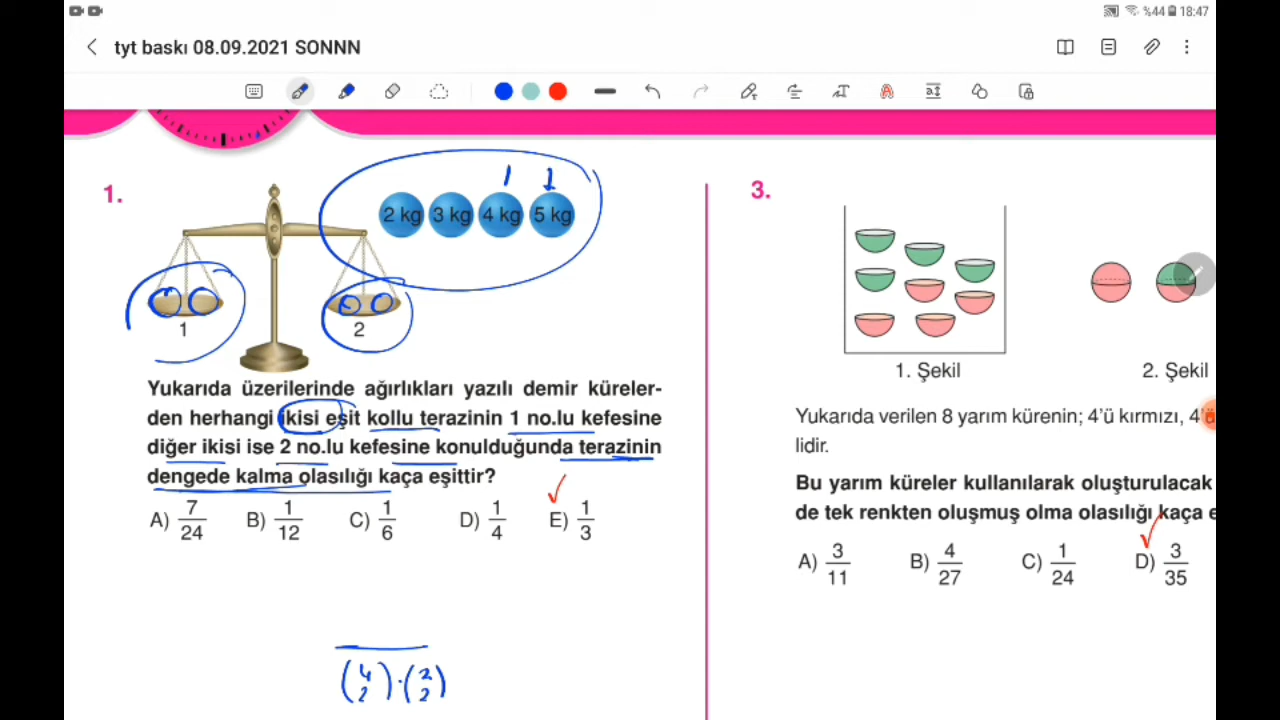 %44 18:47
tyt baskı 08.09.2021 SONNN
1.
2 kg 3 kg 4 kg 5 kg
1 2
Yukarıda üzerilerinde ağırlıkları yazılı demir küreler-
den herhangi ikisi eşit kollu terazinin 1 no.lu kefesine
diğer ikisi ise 2 no.lu kefesine konulduğunda terazinin
dengede kalma olasılığı kaça eşittir?
A) 7/24 B) 1/12 C) 1/6 D) 1/4 E) 1/3
(4 2) · (2 2)
3.
1. Şekil 2. Şekil
Yukarıda verilen 8 yarım kürenin; 4'ü kırmızı, 4'ü
lidir.
Bu yarım küreler kullanılarak oluşturulacak
de tek renkten oluşmuş olma olasılığı kaça e
A) 3/11 B) 4/27 C) 1/24 D) 3/35